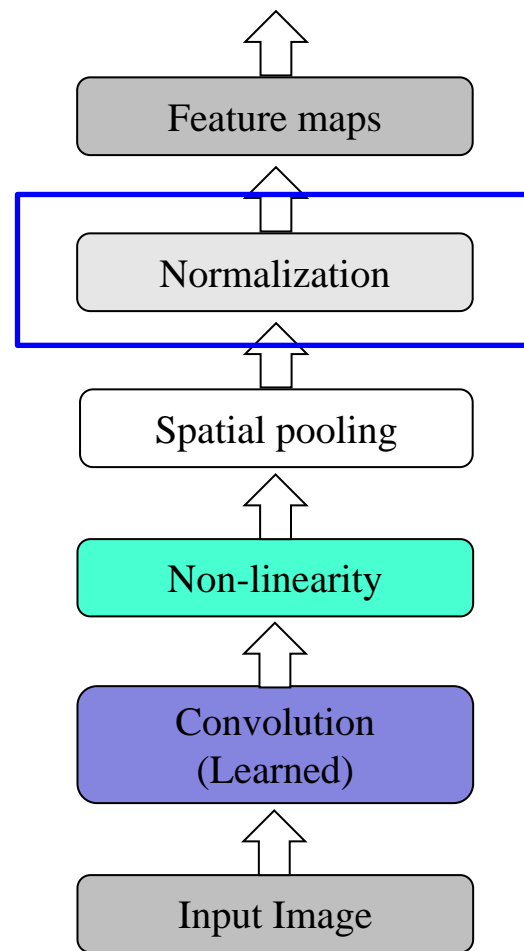 Feature maps
Normalization
Spatial pooling
Non-linearity
Convolution
(Learned)
Input Image